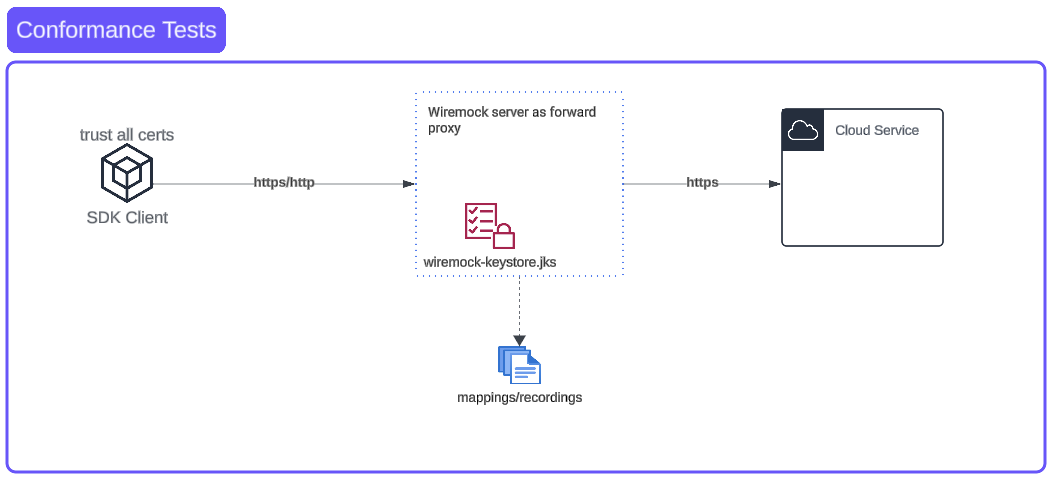 Conformance Tests
trust all certs
SDK Client
https/http
Wiremock server as forward
proxy
wiremock-keystore.jks
https
Cloud Service
mappings/recordings